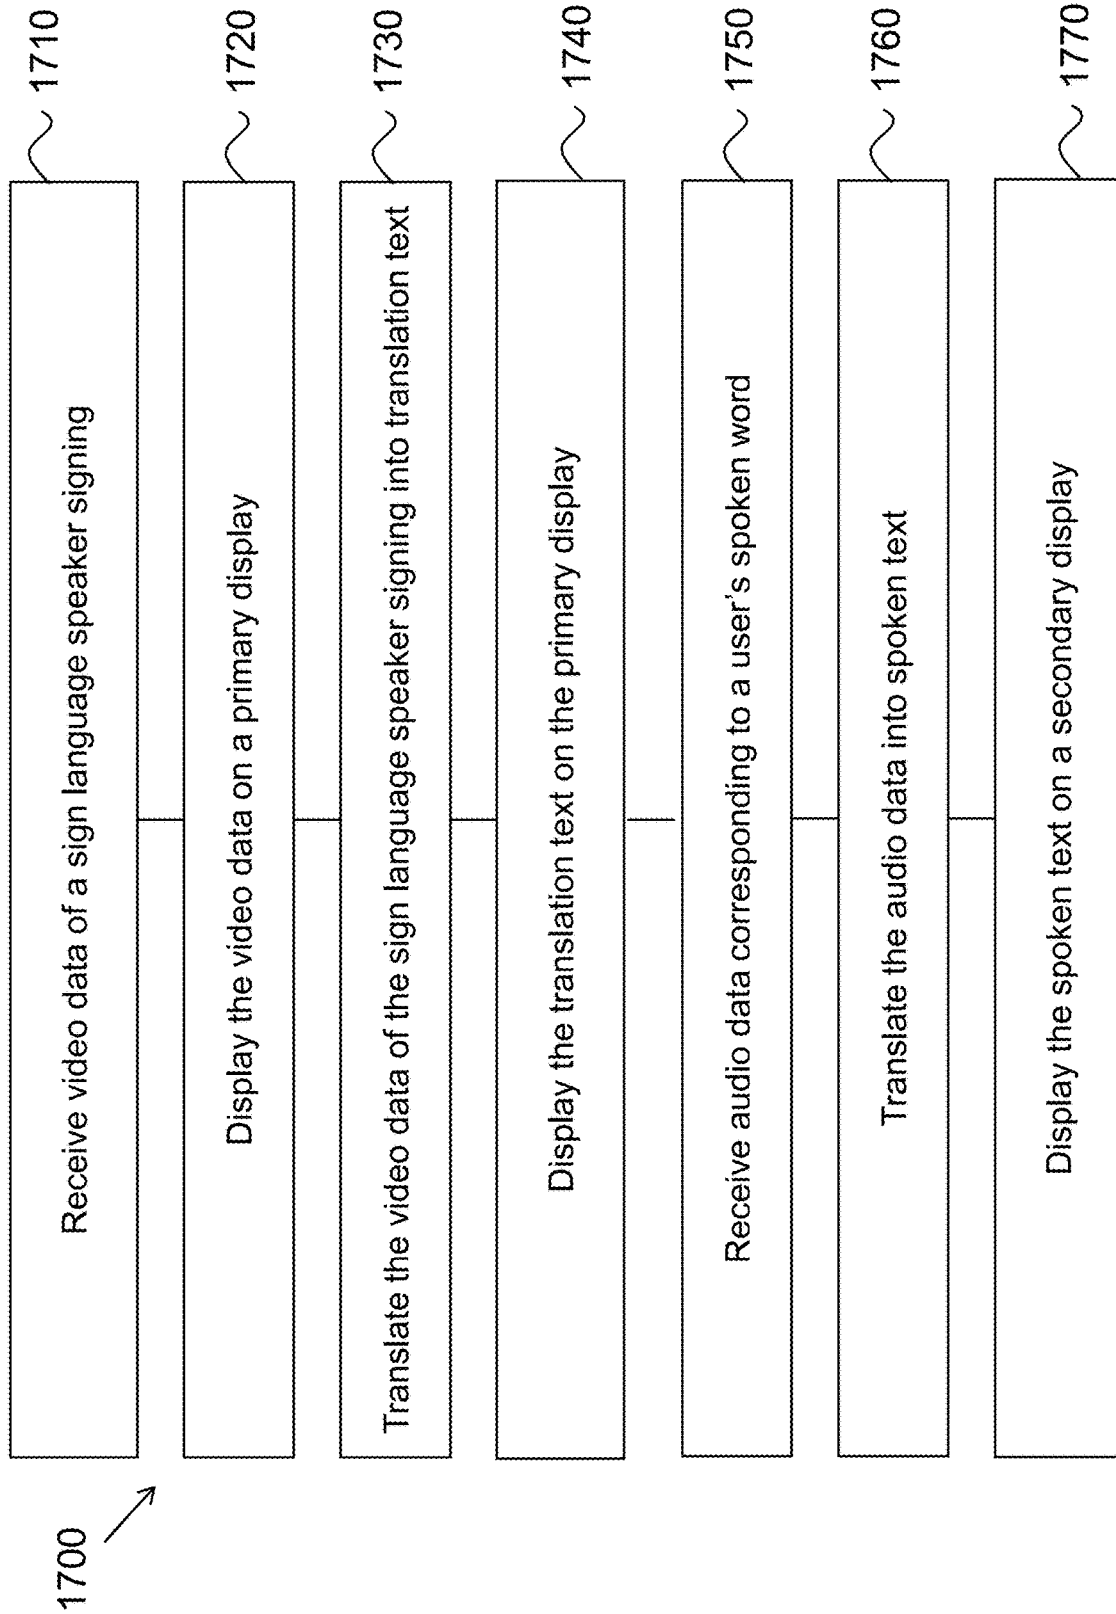 1700
Receive video data of a sign language speaker signing
1710
Display the video data on a primary display
1720
Translate the video data of the sign language speaker signing into translation text
1730
Display the translation text on the primary display
1740
Receive audio data corresponding to a user's spoken word
1750
Translate the audio data into spoken text
1760
Display the spoken text on a secondary display
1770